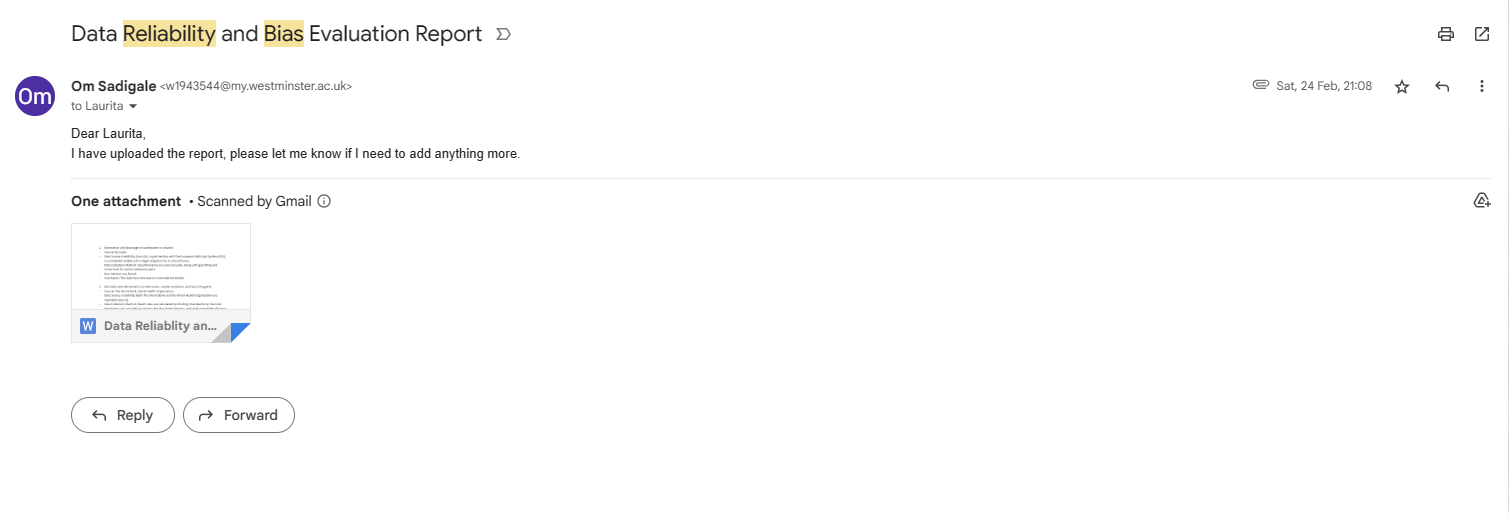 Data Reliability and Bias Evaluation Report
Om
Om Sadigale <w1943544@my.westminster.ac.uk>
Sat, 24 Feb, 21:08
to Laurita
Dear Laurita,
I have uploaded the report, please let me know if I need to add anything more.
One attachment • Scanned by Gmail
W Data Reliablity an...
Reply
Forward